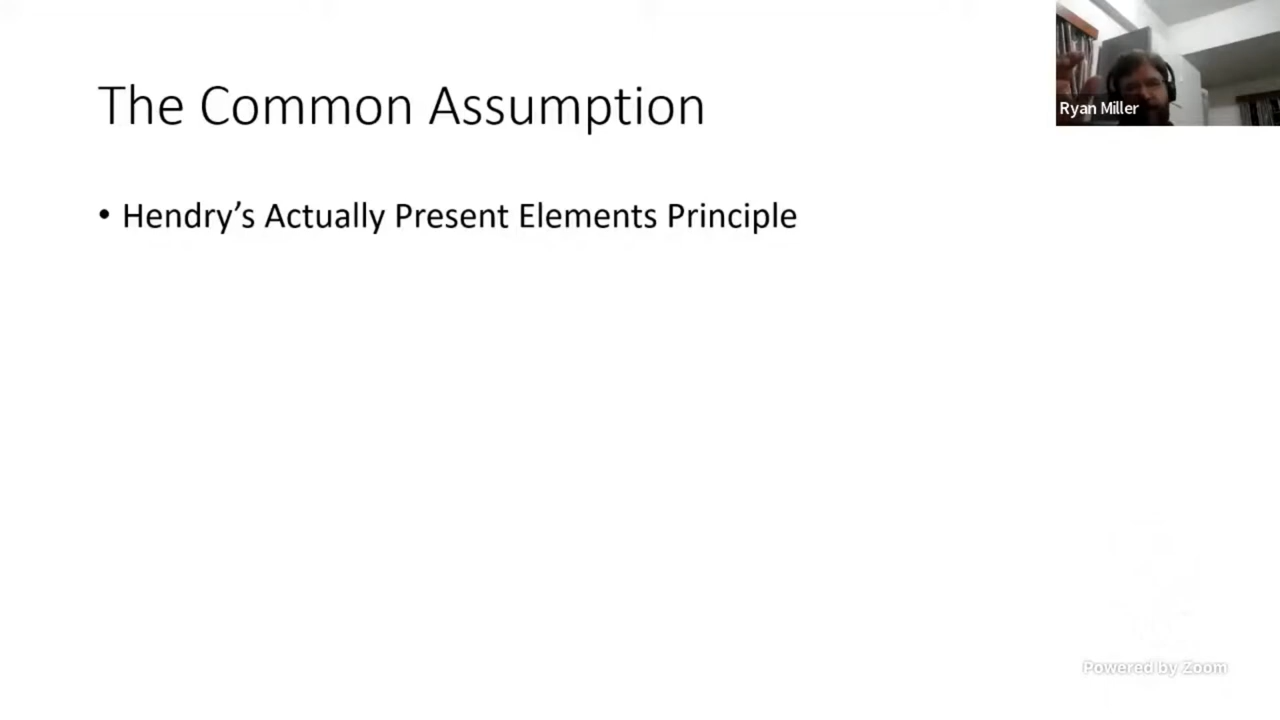 The Common Assumption
Ryan Miller
• Hendry’s Actually Present Elements Principle
Powered by Zoom